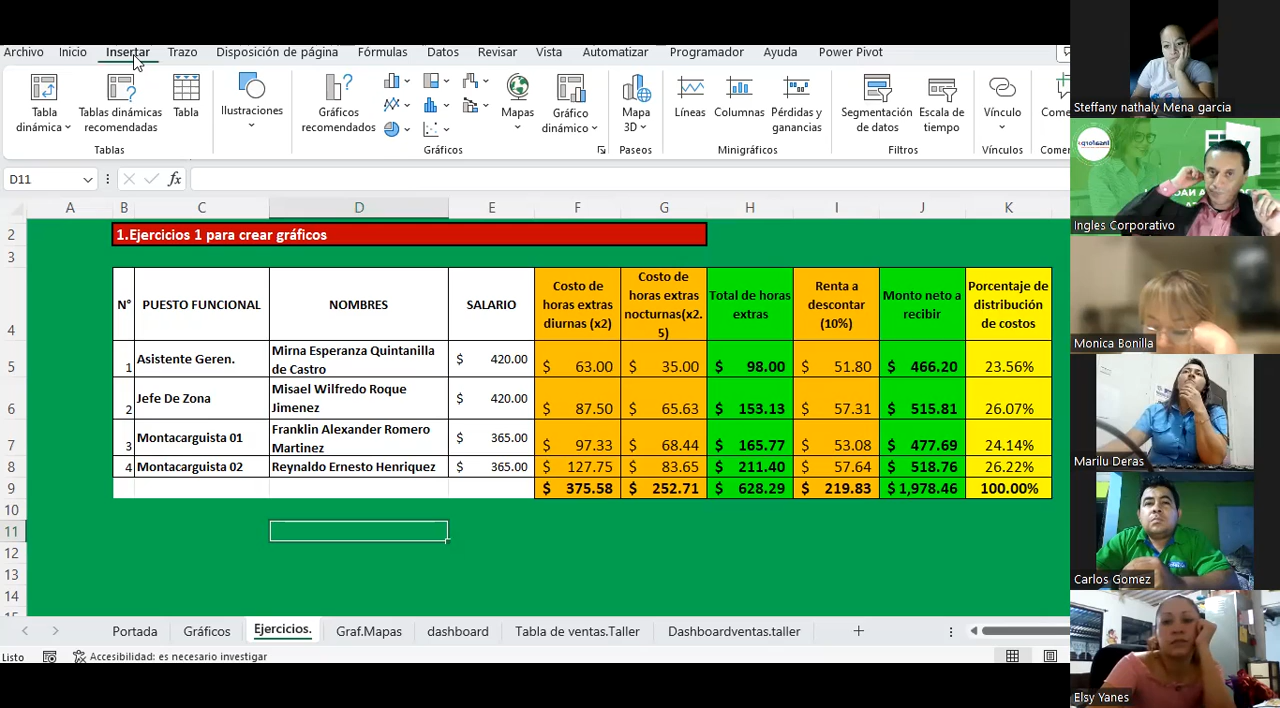 Archivo Inicio Insertar Trazo Disposición de página Fórmulas Datos Revisar Vista Automatizar Programador Ayuda Power Pivot
Tabla dinámica
Tablas dinámicas recomendadas
Tabla
Ilustraciones
Gráficos recomendados
Mapas
Gráfico dinámico
Mapa 3D
Líneas
Columnas
Pérdidas y ganancias
Segmentación de datos
Escala de tiempo
Vínculo
Tablas Gráficos Paseos Minigráficos Filtros Vínculos
D11 fx
A B C D E F G H I J K
2 1.Ejercicios 1 para crear gráficos
3
4 N° PUESTO FUNCIONAL NOMBRES SALARIO Costo de horas extras diurnas (x2) Costo de horas extras nocturnas(x2.5) Total de horas extras Renta a descontar (10%) Monto neto a recibir Porcentaje de distribución de costos
5 1 Asistente Geren. Mirna Esperanza Quintanilla de Castro $ 420.00 $ 63.00 $ 35.00 $ 98.00 $ 51.80 $ 466.20 23.56%
6 2 Jefe De Zona Misael Wilfredo Roque Jimenez $ 420.00 $ 87.50 $ 65.63 $ 153.13 $ 57.31 $ 515.81 26.07%
7 3 Montacarguista 01 Franklin Alexander Romero Martinez $ 365.00 $ 97.33 $ 68.44 $ 165.77 $ 53.08 $ 477.69 24.14%
8 4 Montacarguista 02 Reynaldo Ernesto Henriquez $ 365.00 $ 127.75 $ 83.65 $ 211.40 $ 57.64 $ 518.76 26.22%
9 $ 375.58 $ 252.71 $ 628.29 $ 219.83 $ 1,978.46 100.00%
10
11
12
13
14
Portada Gráficos Ejercicios. dashboard Tabla de ventas.Taller Dashboardventas.taller
Listo Accesibilidad: es necesario investigar
Steffany nathaly Mena garcia
Ingles Corporativo
Monica Bonilla
Marilu Deras
Carlos Gomez
Elsy Yanes